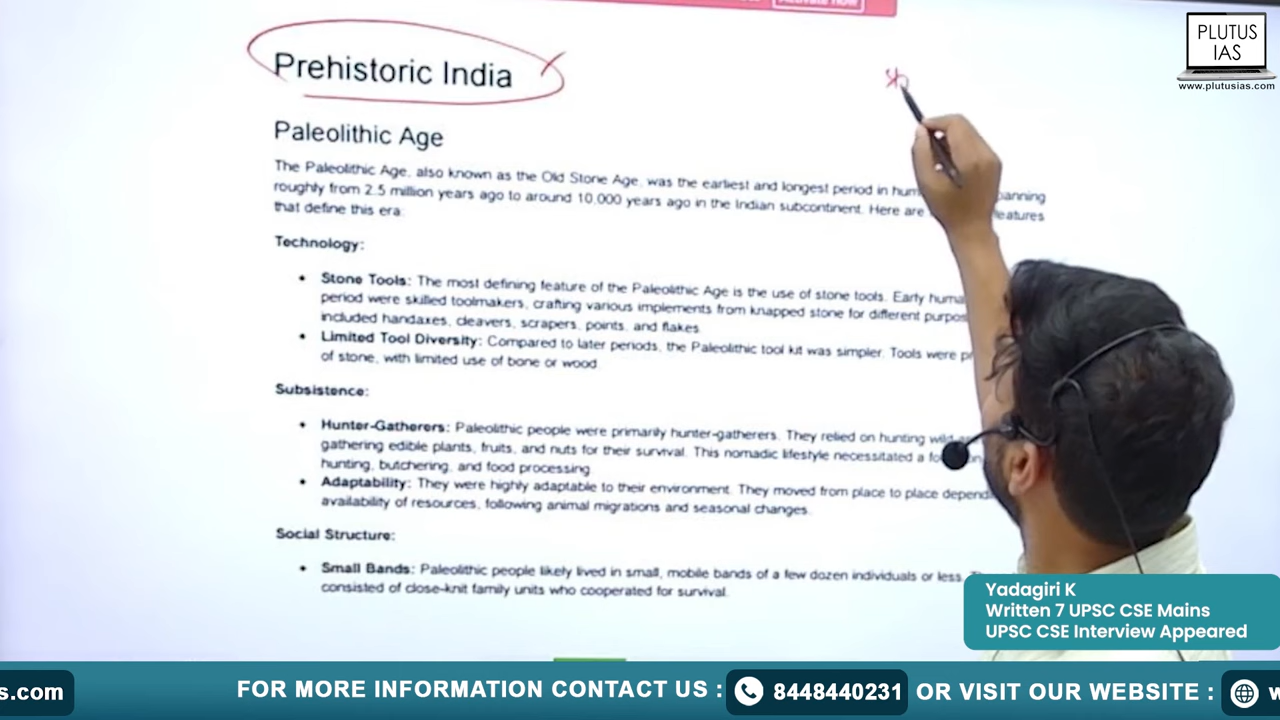 Activate now
PLUTUS
IAS
www.plutusias.com
Prehistoric India
Paleolithic Age
The Paleolithic Age, also known as the Old Stone Age, was the earliest and longest period in
roughly from 2.5 million years ago to around 10,000 years ago in the Indian subcontinent. Here are features
that define this era:
Technology:
• Stone Tools: The most defining feature of the Paleolithic Age is the use of stone tools. Early
period were skilled toolmakers, crafting various implements from knapped stone for different
included handaxes, cleavers, scrapers, points, and flakes.
• Limited Tool Diversity: Compared to later periods, the Paleolithic tool kit was simpler. Tools were
of stone, with limited use of bone or wood.
Subsistence:
• Hunter-Gatherers: Paleolithic people were primarily hunter-gatherers. They relied on hunting
gathering edible plants, fruits, and nuts for their survival. This nomadic lifestyle necessitated a
hunting, butchering, and food processing.
• Adaptability: They were highly adaptable to their environment. They moved from place to place
availability of resources, following animal migrations and seasonal changes.
Social Structure:
• Small Bands: Paleolithic people likely lived in small, mobile bands of a few dozen individuals or less.
consisted of close-knit family units who cooperated for survival.
Yadagiri K
Written 7 UPSC CSE Mains
UPSC CSE Interview Appeared
s.com FOR MORE INFORMATION CONTACT US : 8448440231 OR VISIT OUR WEBSITE : w